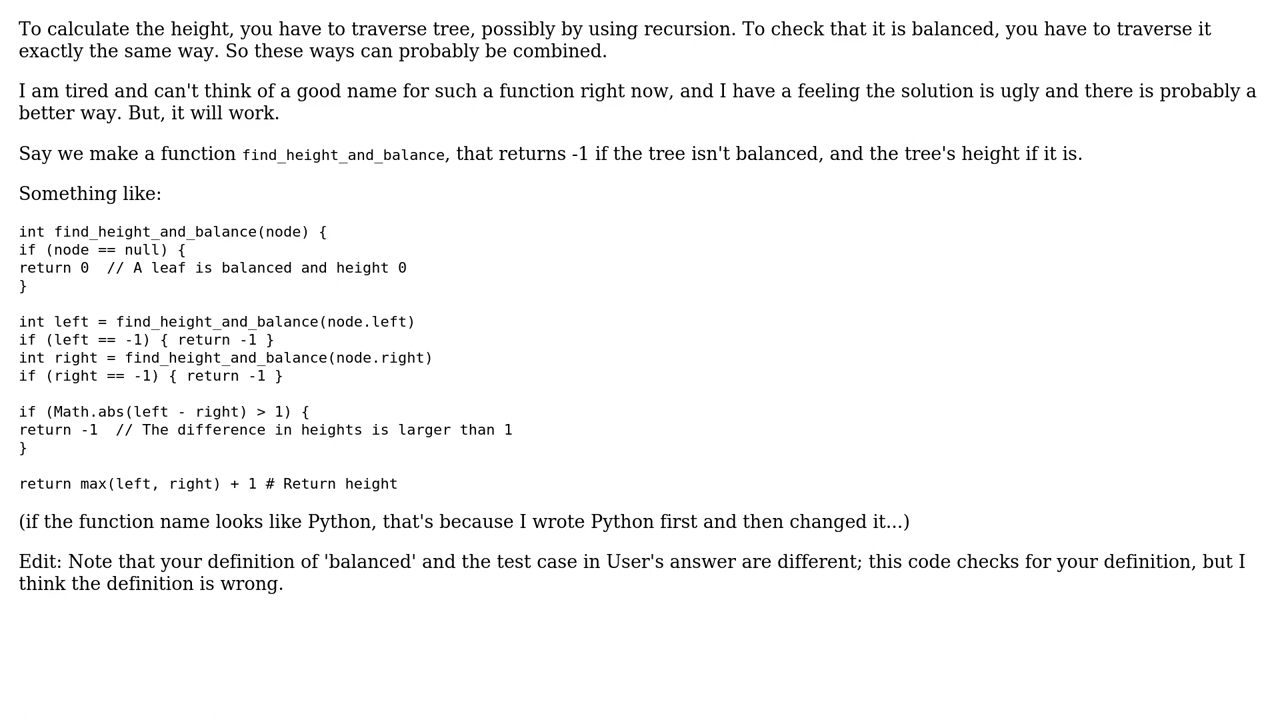 To calculate the height, you have to traverse tree, possibly by using recursion. To check that it is balanced, you have to traverse it
exactly the same way. So these ways can probably be combined.
I am tired and can't think of a good name for such a function right now, and I have a feeling the solution is ugly and there is probably a
better way. But, it will work.
Say we make a function find_height_and_balance, that returns -1 if the tree isn't balanced, and the tree's height if it is.
Something like:
int find_height_and_balance(node) {
if (node == null) {
return 0  // A leaf is balanced and height 0
}
int left = find_height_and_balance(node.left)
if (left == -1) { return -1 }
int right = find_height_and_balance(node.right)
if (right == -1) { return -1 }
if (Math.abs(left - right) > 1) {
return -1  // The difference in heights is larger than 1
}
return max(left, right) + 1 # Return height
(if the function name looks like Python, that's because I wrote Python first and then changed it...)
Edit: Note that your definition of 'balanced' and the test case in User's answer are different; this code checks for your definition, but I
think the definition is wrong.